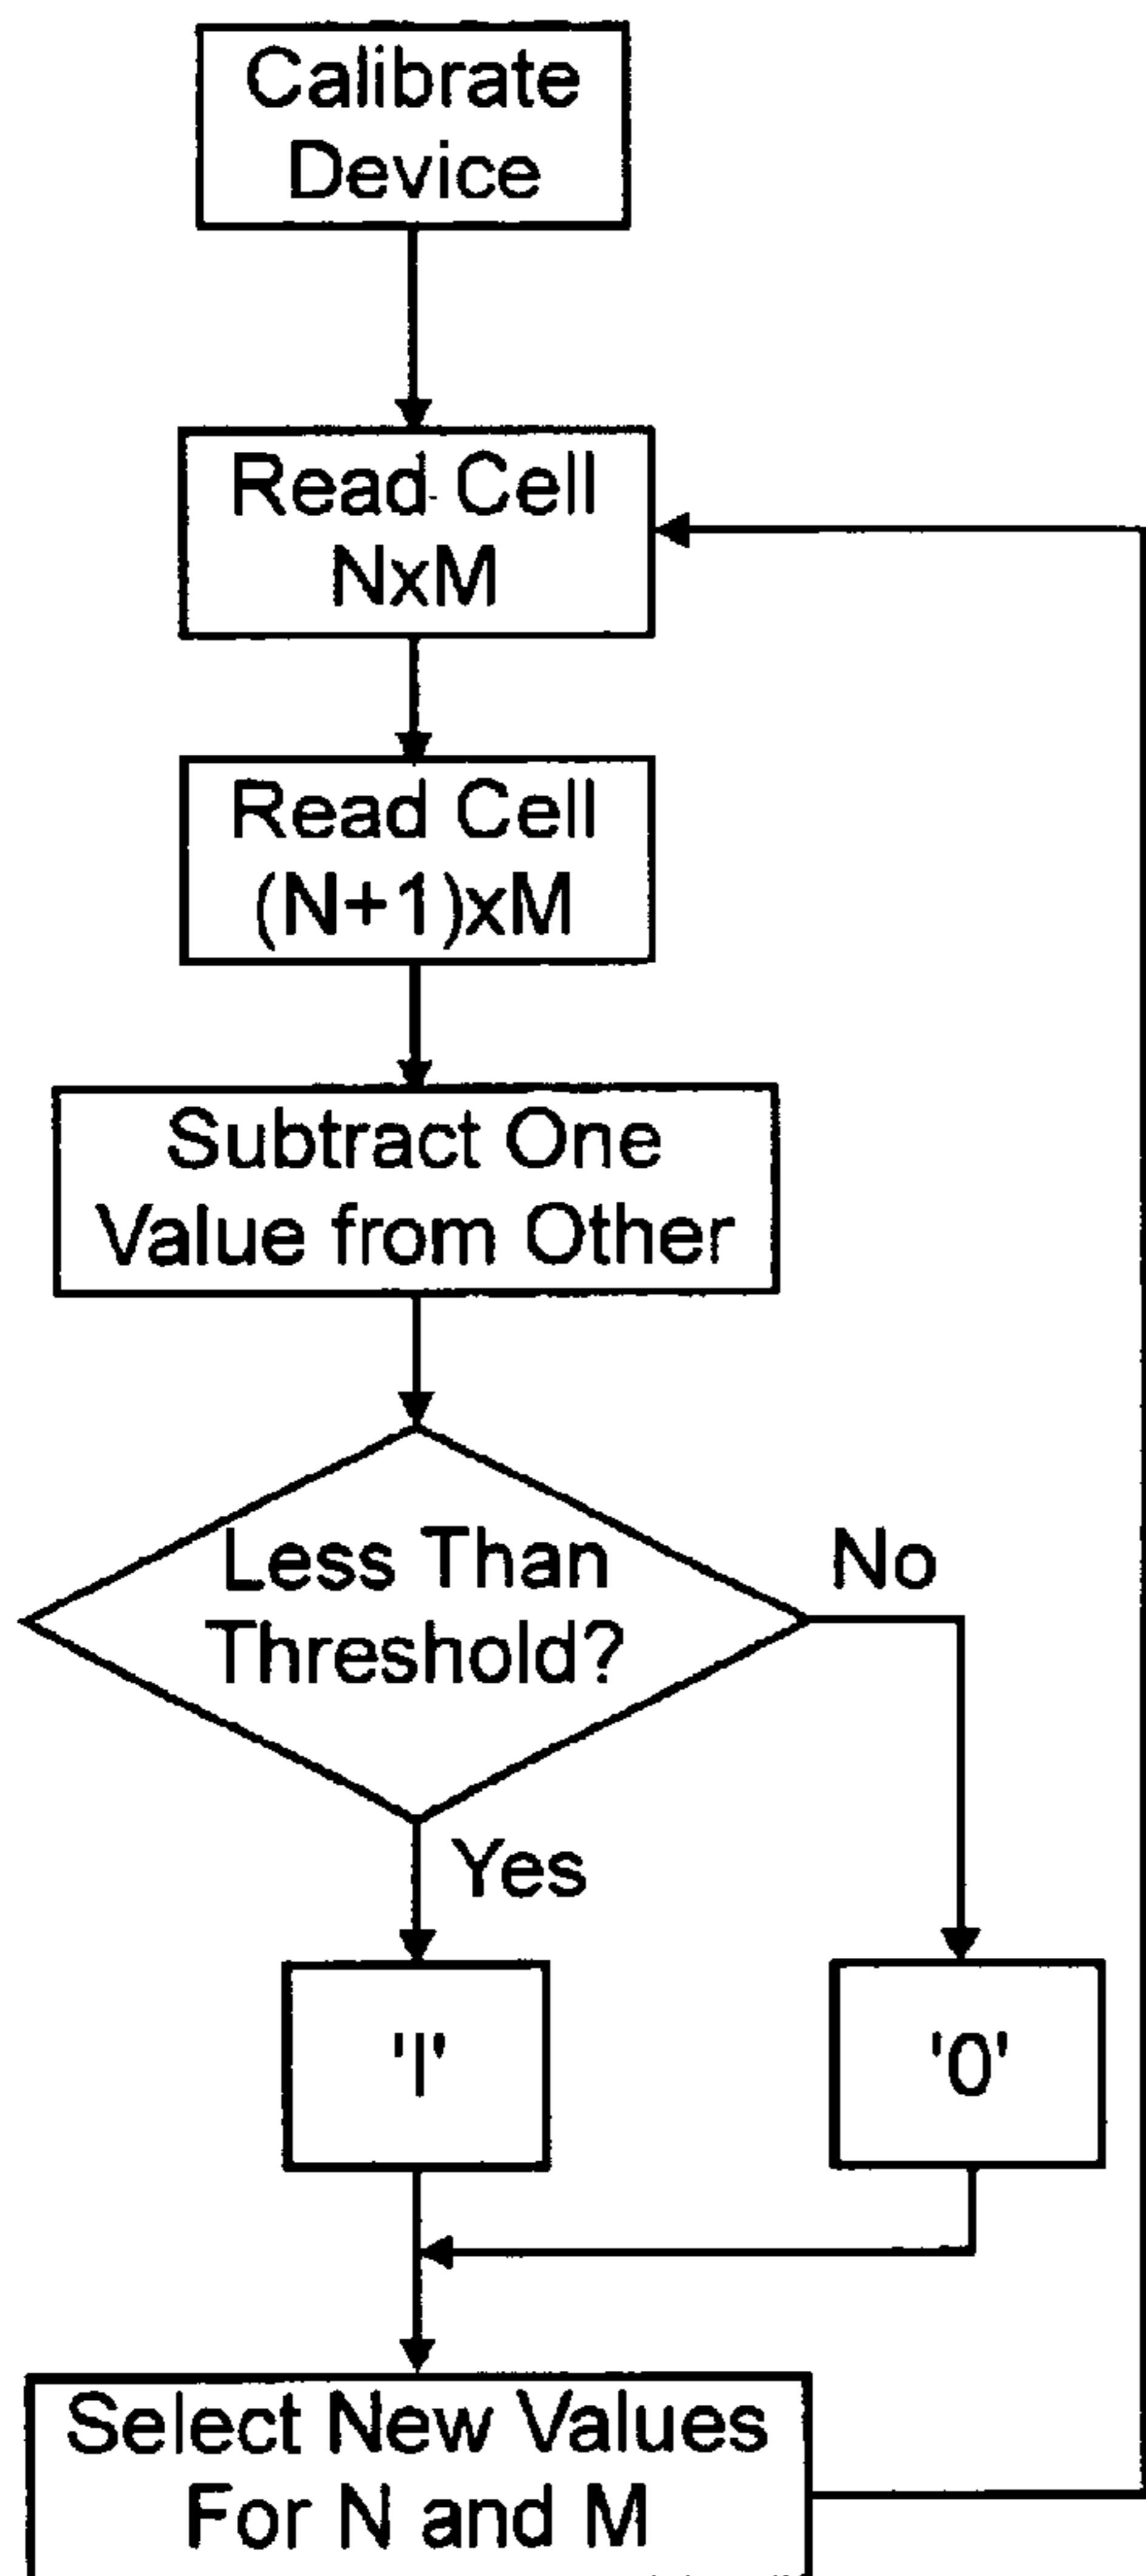 Calibrate
Device
Read Cell
NxM
Read Cell
(N+1)xM
Subtract One
Value from Other
Less Than
Threshold?
No
Yes
'I'
'0'
Select New Values
For N and M